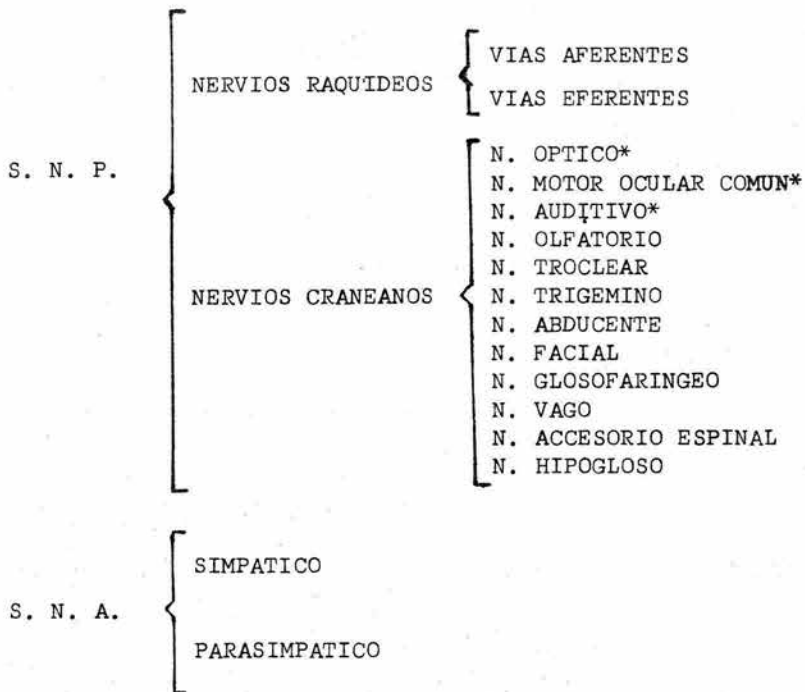 VIAS AFERENTES
NERVIOS RAQUIDEOS
VIAS EFERENTES
S. N. P.
N. OPTICO*
N. MOTOR OCULAR COMUN*
N. AUDITIVO*
N. OLFATORIO
N. TROCLEAR
NERVIOS CRANEANOS
N. TRIGEMINO
N. ABDUCENTE
N. FACIAL
N. GLOSOFARINGEO
N. VAGO
N. ACCESORIO ESPINAL
N. HIPOGLOSO
SIMPATICO
S. N. A.
PARASIMPATICO